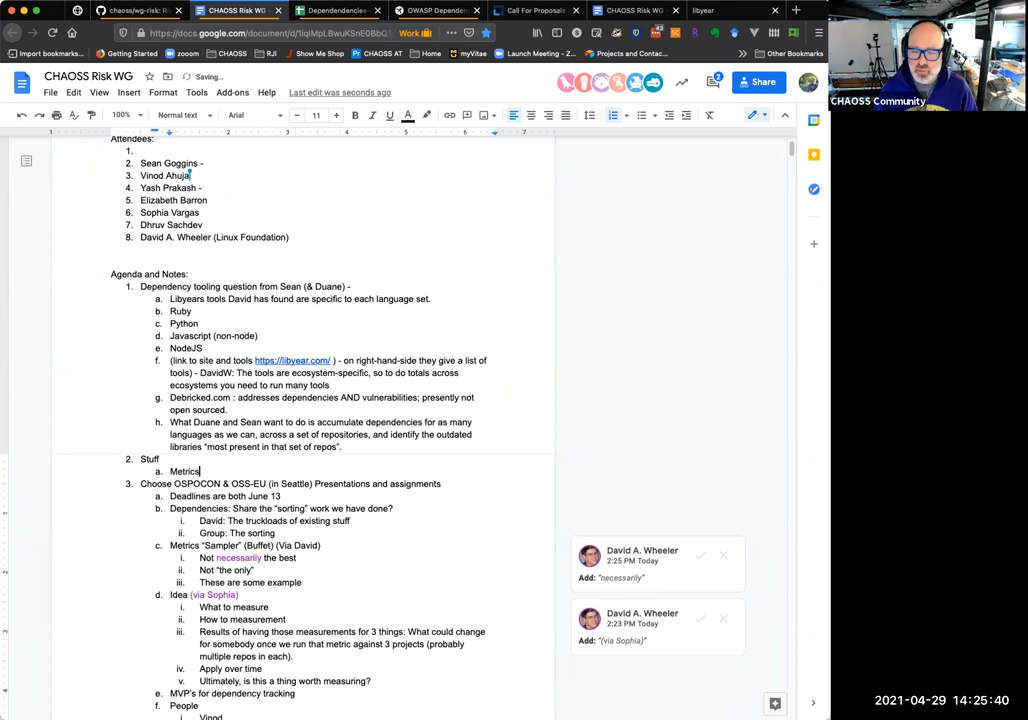 chaoss/wg-risk: Ri
CHAOSS Risk WG
Dependendencies
OWASP Depender
Call For Proposals
CHAOSS Risk WG
libyear
https://docs.google.com/document/d/1iqIMpLBwuKSnE0BbQT
Work
43
Import bookmarks...
Getting Started
zooom
CHAOSS
RJI
Show Me Shop
CHAOSS AT
Home
myVitae
Launch Meeting - Z...
Projects and Contac...
Other Bookmarks
CHAOSS Risk WG
Saving...
File Edit View Insert Format Tools Add-ons Help
Last edit was seconds ago
2
Share
CHAOSS Community
100%
Normal text
Arial
11
B I U A
1 1 2 3 4 5 6 7
Attendees:
1.
2. Sean Goggins -
3. Vinod Ahuja
4. Yash Prakash -
5. Elizabeth Barron
6. Sophia Vargas
7. Dhruv Sachdev
8. David A. Wheeler (Linux Foundation)
Agenda and Notes:
1. Dependency tooling question from Sean (& Duane) -
a. Libyears tools David has found are specific to each language set.
b. Ruby
c. Python
d. Javascript (non-node)
e. NodeJS
f. (link to site and tools https://libyear.com/ ) - on right-hand-side they give a list of
tools) - DavidW: The tools are ecosystem-specific, so to do totals across
ecosystems you need to run many tools
g. Debricked.com : addresses dependencies AND vulnerabilities; presently not
open sourced.
h. What Duane and Sean want to do is accumulate dependencies for as many
languages as we can, across a set of repositories, and identify the outdated
libraries "most present in that set of repos".
2. Stuff
a. Metrics
3. Choose OSPOCON & OSS-EU (in Seattle) Presentations and assignments
a. Deadlines are both June 13
b. Dependencies: Share the "sorting" work we have done?
i. David: The truckloads of existing stuff
ii. Group: The sorting
c. Metrics "Sampler" (Buffet) (Via David)
i. Not necessarily the best
ii. Not "the only"
iii. These are some example
d. Idea (via Sophia)
i. What to measure
ii. How to measurement
iii. Results of having those measurements for 3 things: What could change
for somebody once we run that metric against 3 projects (probably
multiple repos in each).
iv. Apply over time
v. Ultimately, is this a thing worth measuring?
e. MVP's for dependency tracking
f. People
i. Vinod
David A. Wheeler
2:25 PM Today
Add: "necessarily"
David A. Wheeler
2:23 PM Today
Add: "(via Sophia)"
2021-04-29 14:25:40